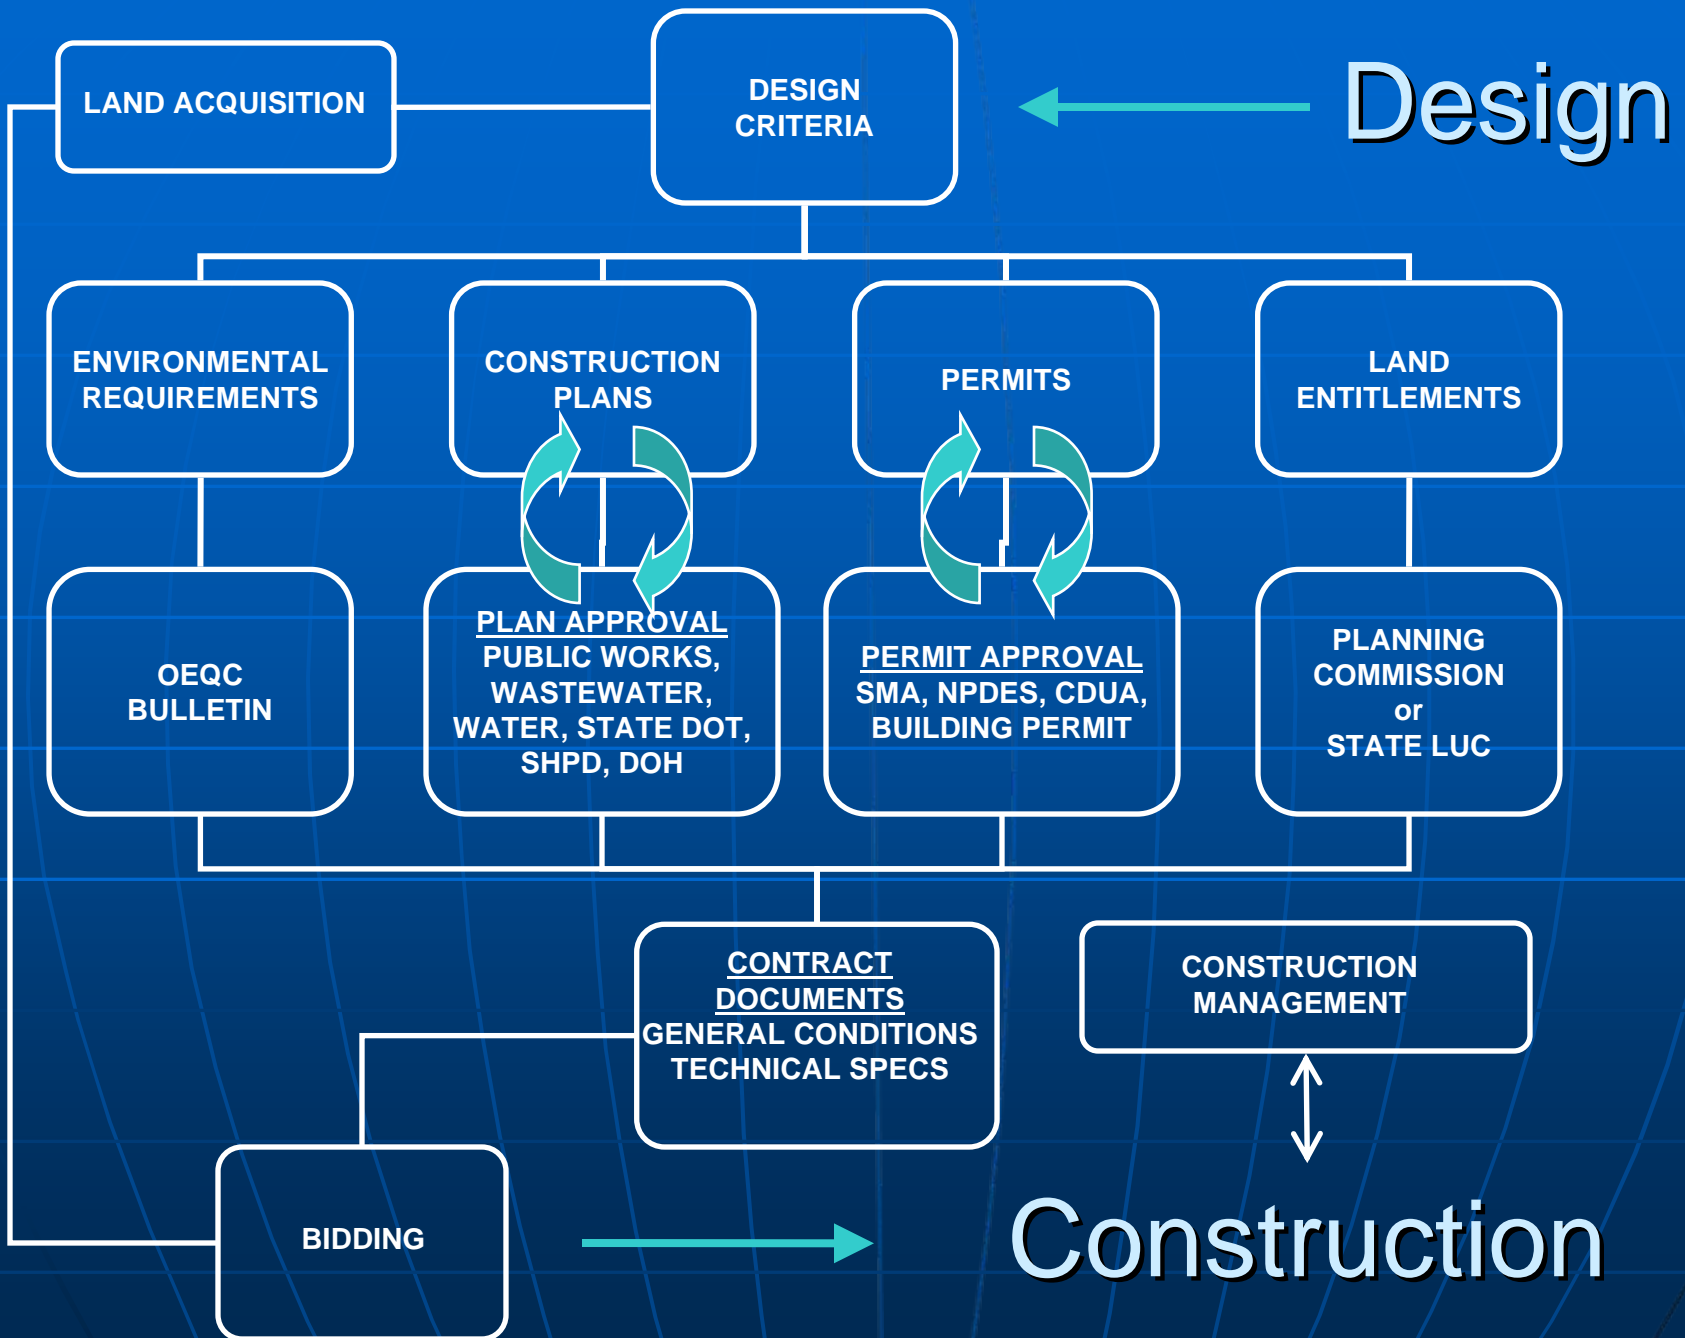 LAND ACQUISITION
DESIGN
CRITERIA
Design
ENVIRONMENTAL
REQUIREMENTS
CONSTRUCTION
PLANS
PERMITS
LAND
ENTITLEMENTS
OEQC
BULLETIN
PLAN APPROVAL
PUBLIC WORKS,
WASTEWATER,
WATER, STATE DOT,
SHPD, DOH
PERMIT APPROVAL
SMA, NPDES, CDUA,
BUILDING PERMIT
PLANNING
COMMISSION
or
STATE LUC
CONTRACT
DOCUMENTS
GENERAL CONDITIONS
TECHNICAL SPECS
CONSTRUCTION
MANAGEMENT
BIDDING
Construction